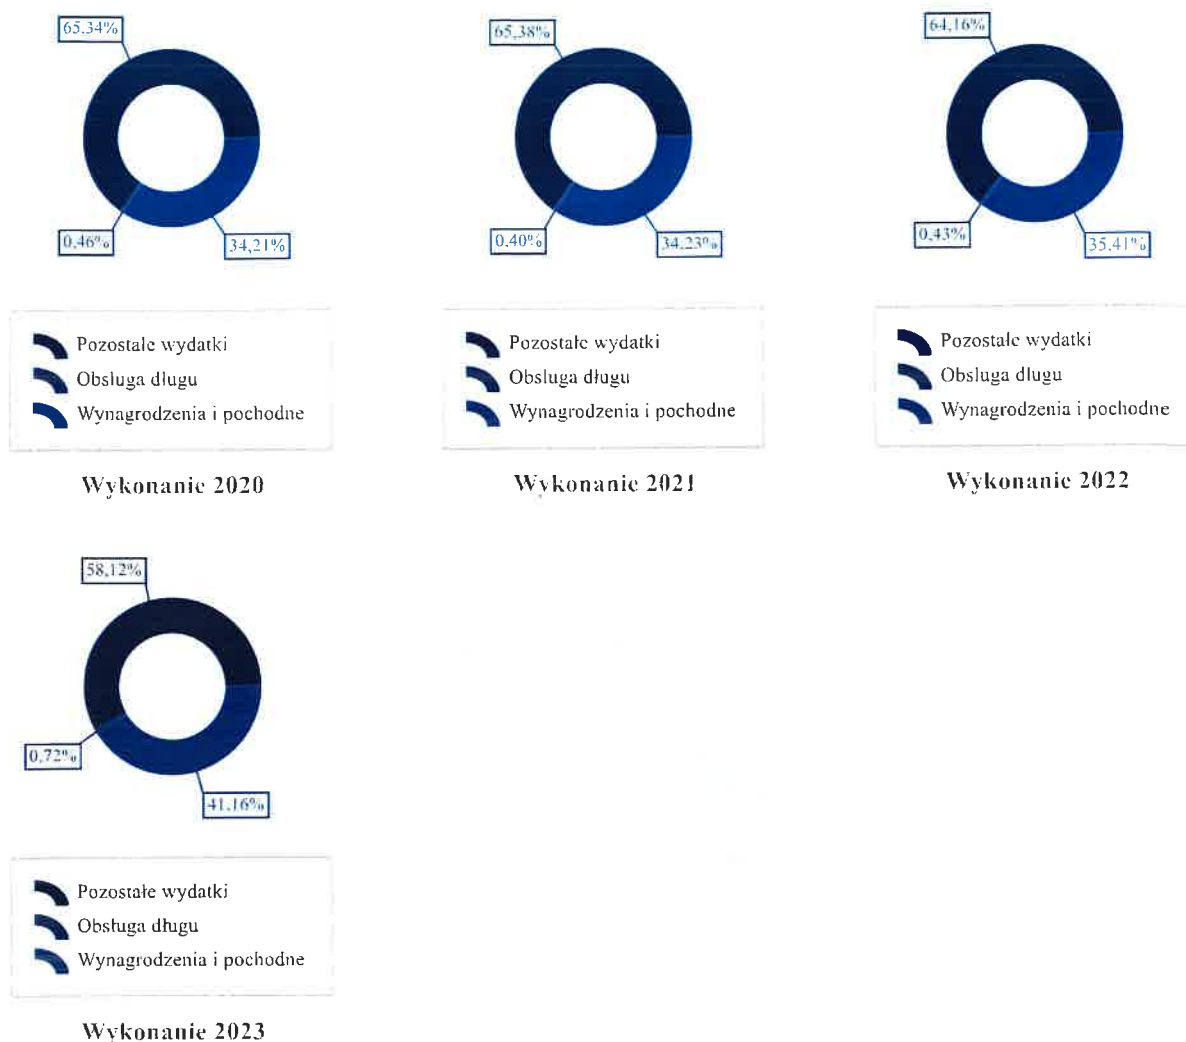 65,34%
0,46%
34,21%
Pozostałe wydatki
Obsługa długu
Wynagrodzenia i pochodne
Wykonanie 2020
65,38%
0,40%
34,23%
Pozostałe wydatki
Obsługa długu
Wynagrodzenia i pochodne
Wykonanie 2021
64,16%
0,43%
35,41%
Pozostałe wydatki
Obsługa długu
Wynagrodzenia i pochodne
Wykonanie 2022
58,12%
0,72%
41,16%
Pozostałe wydatki
Obsługa długu
Wynagrodzenia i pochodne
Wykonanie 2023